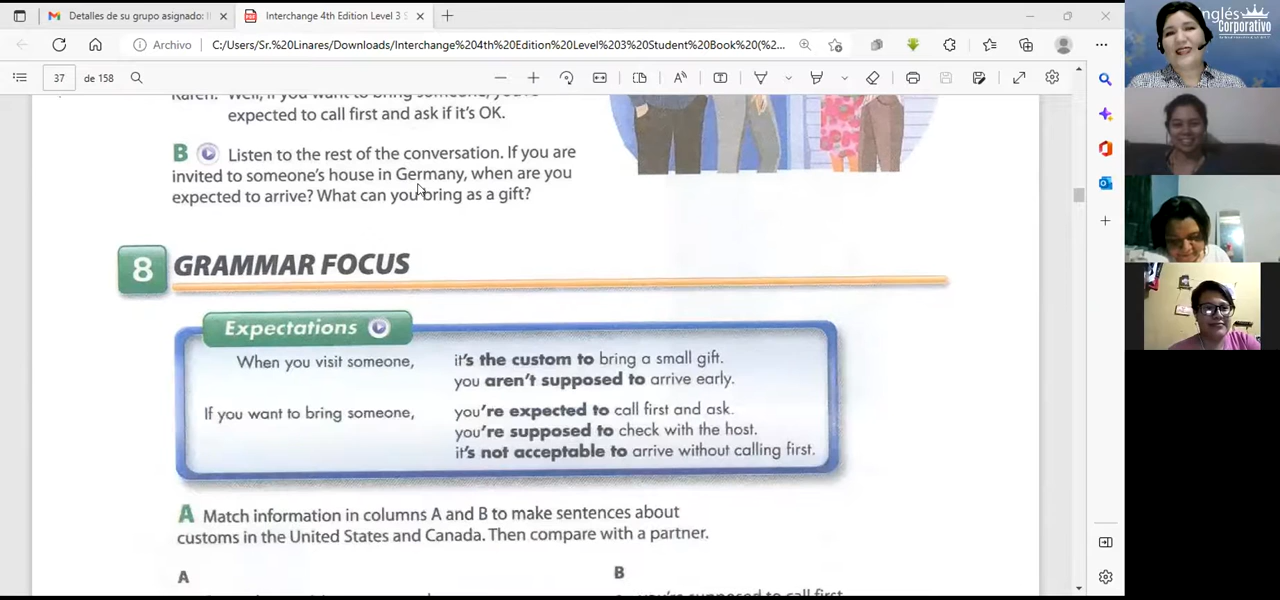 Detalles de su grupo asignado: I
Interchange 4th Edition Level 3 S
Archivo
C:/Users/Sr.%20Linares/Downloads/Interchange%204th%20Edition%20Level%203%20Student%20Book%20(%...
37
de 158
expected to call first and ask if it's OK.
B Listen to the rest of the conversation. If you are
invited to someone's house in Germany, when are you
expected to arrive? What can you bring as a gift?
8 GRAMMAR FOCUS
Expectations
When you visit someone, it's the custom to bring a small gift.
you aren't supposed to arrive early.
If you want to bring someone, you're expected to call first and ask.
you're supposed to check with the host.
it's not acceptable to arrive without calling first.
A Match information in columns A and B to make sentences about
customs in the United States and Canada. Then compare with a partner.
A B
inglés
Corporativo